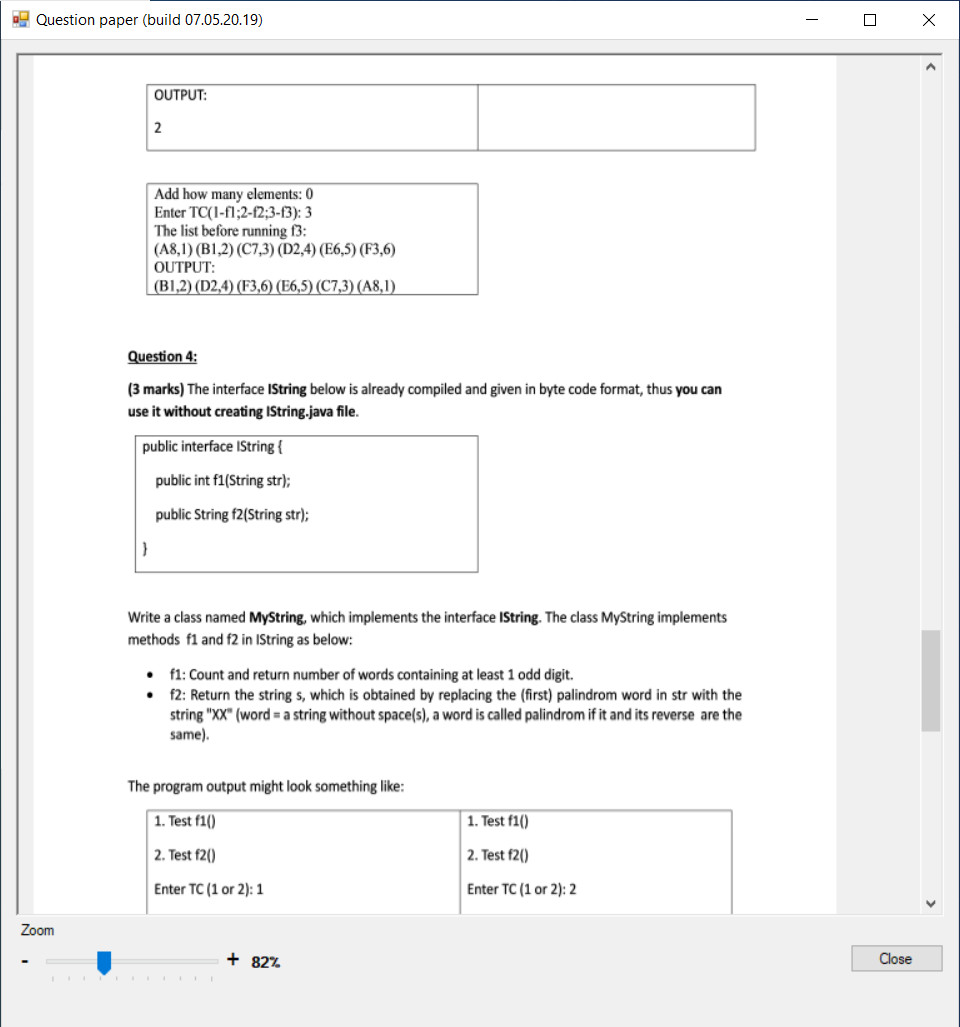 Question paper (build 07.05.20.19)
OUTPUT:
2
Add how many elements: 0
Enter TC(1-f1;2-f2;3-f3): 3
The list before running f3:
(A8,1) (B1,2) (C7,3) (D2,4) (E6,5) (F3,6)
OUTPUT:
(B1,2) (D2,4) (F3,6) (E6,5) (C7,3) (A8,1)
Question 4:
(3 marks) The interface IString below is already compiled and given in byte code format, thus you can
use it without creating IString.java file.
public interface IString {
public int f1(String str);
public String f2(String str);
}
Write a class named MyString, which implements the interface IString. The class MyString implements
methods f1 and f2 in IString as below:
• f1: Count and return number of words containing at least 1 odd digit.
• f2: Return the string s, which is obtained by replacing the (first) palindrom word in str with the
string "XX" (word = a string without space(s), a word is called palindrom if it and its reverse are the
same).
The program output might look something like:
1. Test f1()
2. Test f2()
Enter TC (1 or 2): 1
1. Test f1()
2. Test f2()
Enter TC (1 or 2): 2
Zoom
- + 82%
Close